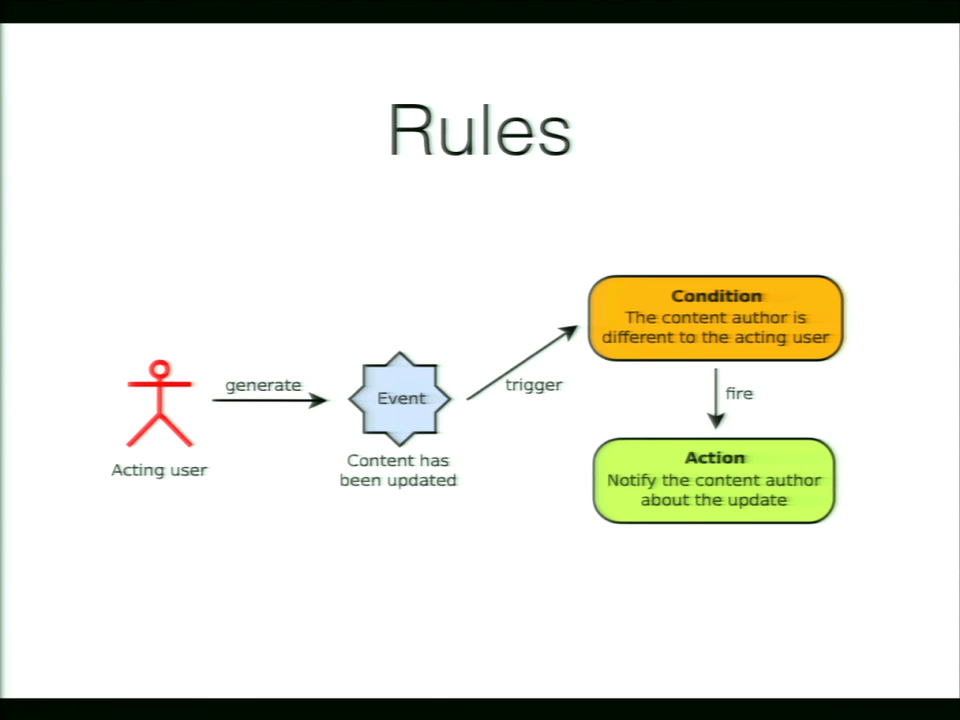 Rules
Condition
The content author is
different to the acting user
generate
Event
trigger
fire
Acting user
Content has
been updated
Action
Notify the content author
about the update